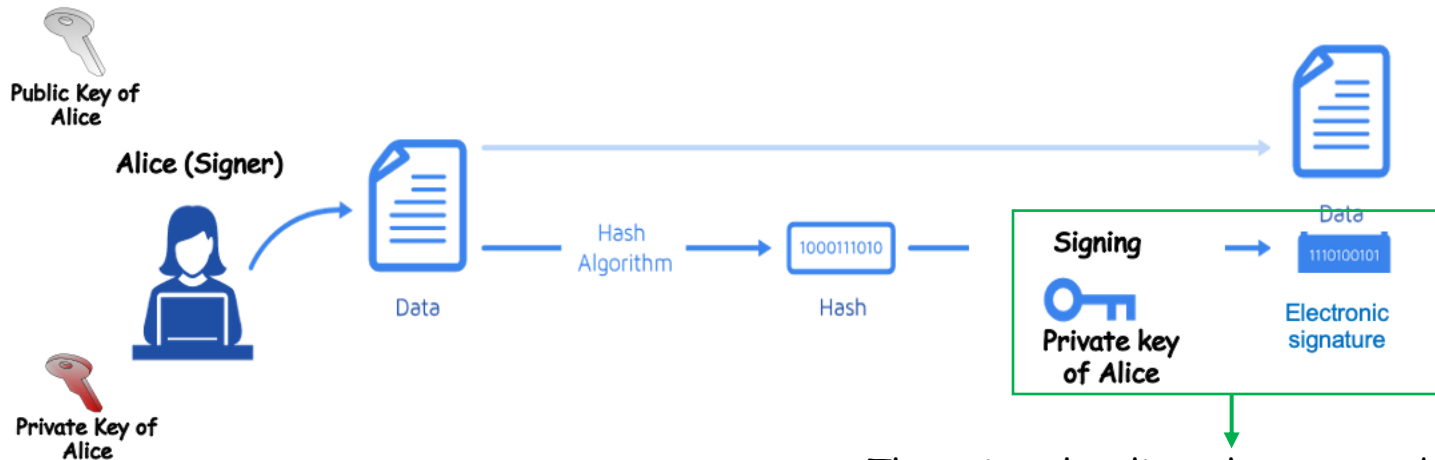 Public Key of
Alice
Alice (Signer)
Data
Hash
Algorithm
1000111010
Hash
Signing
Private key
of Alice
Data
1110100101
Electronic
signature
Private Key of
Alice